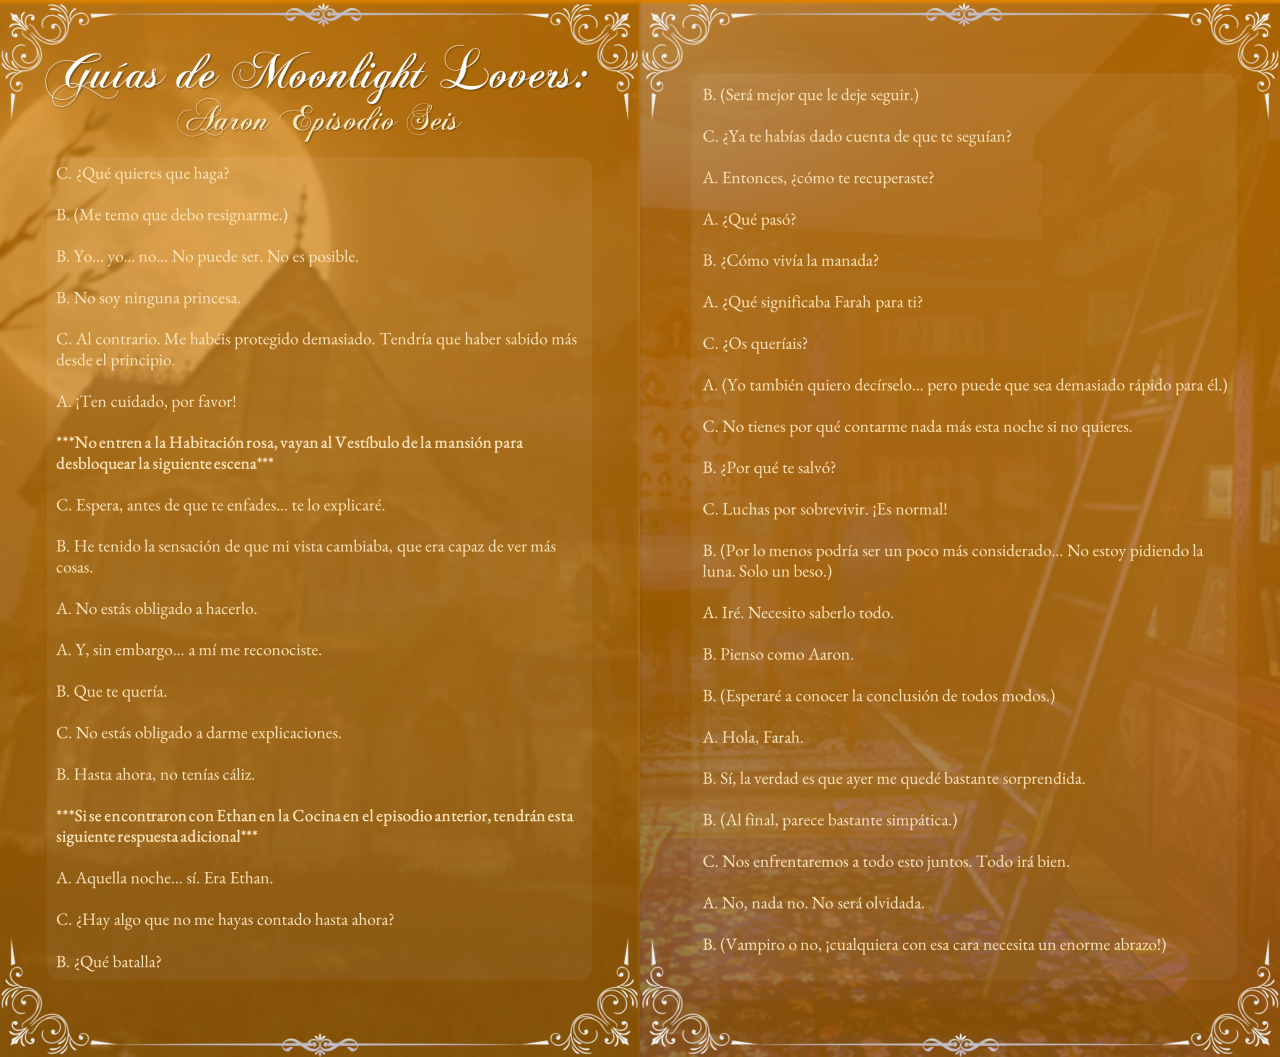 Guías de Moonlight Lovers:
Aaron Episodio Seis
C. ¿Qué quieres que haga?
B. (Me temo que debo resignarme.)
B. Yo... yo... no... No puede ser. No es posible.
B. No soy ninguna princesa.
C. Al contrario. Me habéis protegido demasiado. Tendría que haber sabido más
desde el principio.
A. ¡Ten cuidado, por favor!
***No entren a la Habitación rosa, vayan al Vestíbulo de la mansión para
desbloquear la siguiente escena***
C. Espera, antes de que te enfades... te lo explicaré.
B. He tenido la sensación de que mi vista cambiaba, que era capaz de ver más
cosas.
A. No estás obligado a hacerlo.
A. Y, sin embargo... a mí me reconociste.
B. Que te quería.
C. No estás obligado a darme explicaciones.
B. Hasta ahora, no tenías cáliz.
***Si se encontraron con Ethan en la Cocina en el episodio anterior, tendrán esta
siguiente respuesta adicional***
A. Aquella noche... sí. Era Ethan.
C. ¿Hay algo que no me hayas contado hasta ahora?
B. ¿Qué batalla?
B. (Será mejor que le deje seguir.)
C. ¿Ya te habías dado cuenta de que te seguían?
A. Entonces, ¿cómo te recuperaste?
A. ¿Qué pasó?
B. ¿Cómo vivía la manada?
A. ¿Qué significaba Farah para ti?
C. ¿Os queríais?
A. (Yo también quiero decírselo... pero puede que sea demasiado rápido para él.)
C. No tienes por qué contarme nada más esta noche si no quieres.
B. ¿Por qué te salvó?
C. Luchas por sobrevivir. ¡Es normal!
B. (Por lo menos podría ser un poco más considerado... No estoy pidiendo la
luna. Solo un beso.)
A. Iré. Necesito saberlo todo.
B. Pienso como Aaron.
B. (Esperaré a conocer la conclusión de todos modos.)
A. Hola, Farah.
B. Sí, la verdad es que ayer me quedé bastante sorprendida.
B. (Al final, parece bastante simpática.)
C. Nos enfrentaremos a todo esto juntos. Todo irá bien.
A. No, nada no. No será olvidada.
B. (Vampiro o no, ¡cualquiera con esa cara necesita un enorme abrazo!)